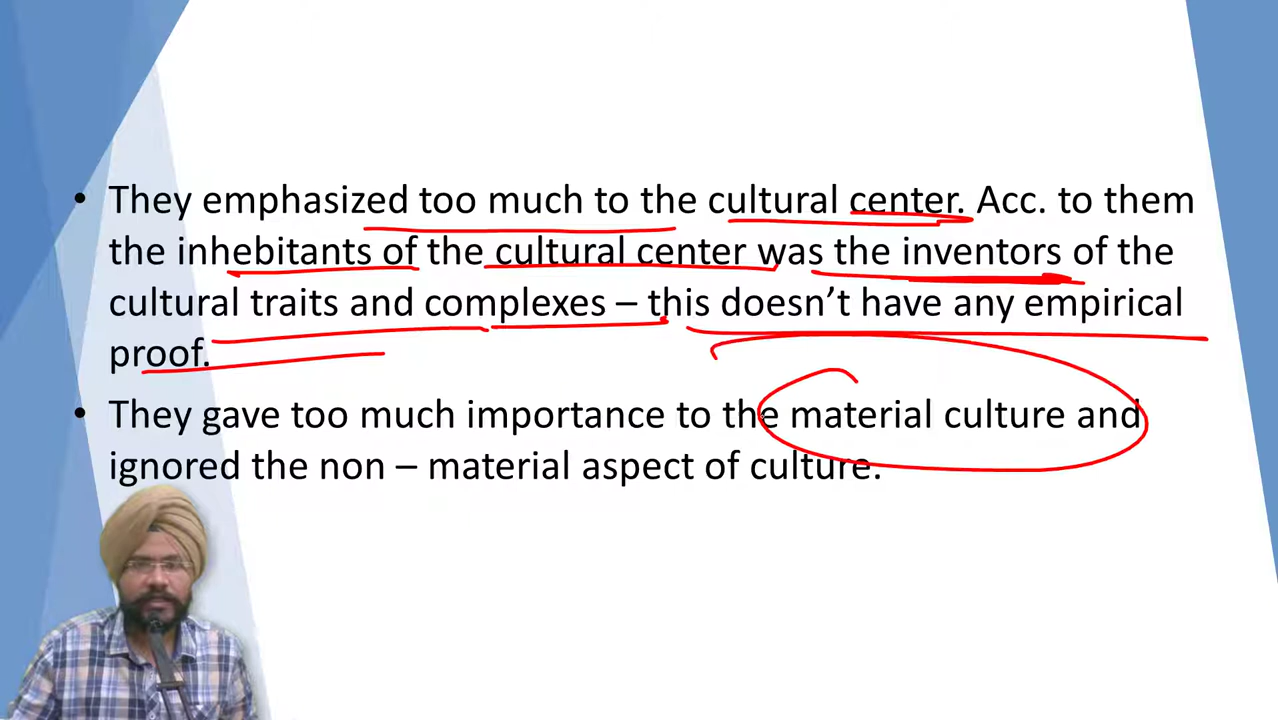 • They emphasized too much to the cultural center. Acc. to them
the inhebitants of the cultural center was the inventors of the
cultural traits and complexes – this doesn’t have any empirical
proof.
• They gave too much importance to the material culture and
ignored the non – material aspect of culture.